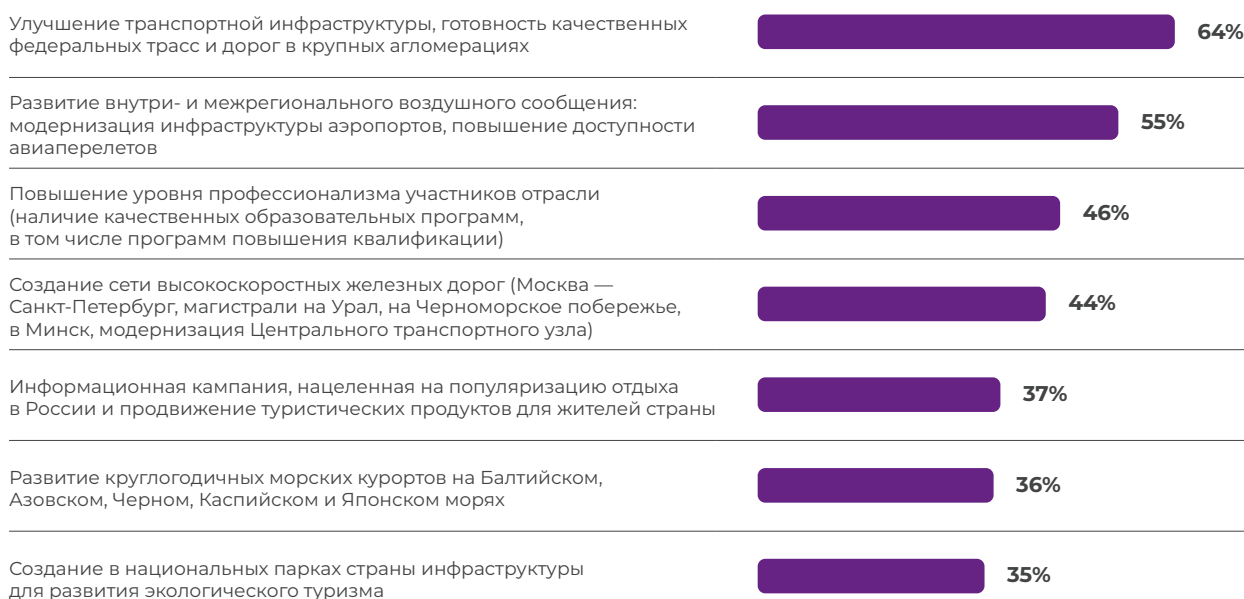 Улучшение транспортной инфраструктуры, готовность качественных
федеральных трасс и дорог в крупных агломерациях
64%
Развитие внутри- и межрегионального воздушного сообщения:
модернизация инфраструктуры аэропортов, повышение доступности
авиаперелетов
55%
Повышение уровня профессионализма участников отрасли
(наличие качественных образовательных программ,
в том числе программ повышения квалификации)
46%
Создание сети высокоскоростных железных дорог (Москва —
Санкт-Петербург, магистрали на Урал, на Черноморское побережье,
в Минск, модернизация Центрального транспортного узла)
44%
Информационная кампания, нацеленная на популяризацию отдыха
в России и продвижение туристических продуктов для жителей страны
37%
Развитие круглогодичных морских курортов на Балтийском,
Азовском, Черном, Каспийском и Японском морях
36%
Создание в национальных парках страны инфраструктуры
для развития экологического туризма
35%